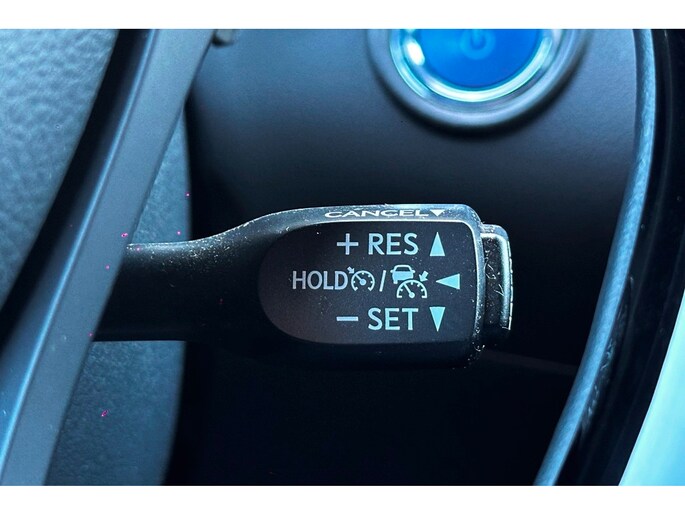 CANCEL▼
+ RES ▲
HOLD / ◀
− SET ▼